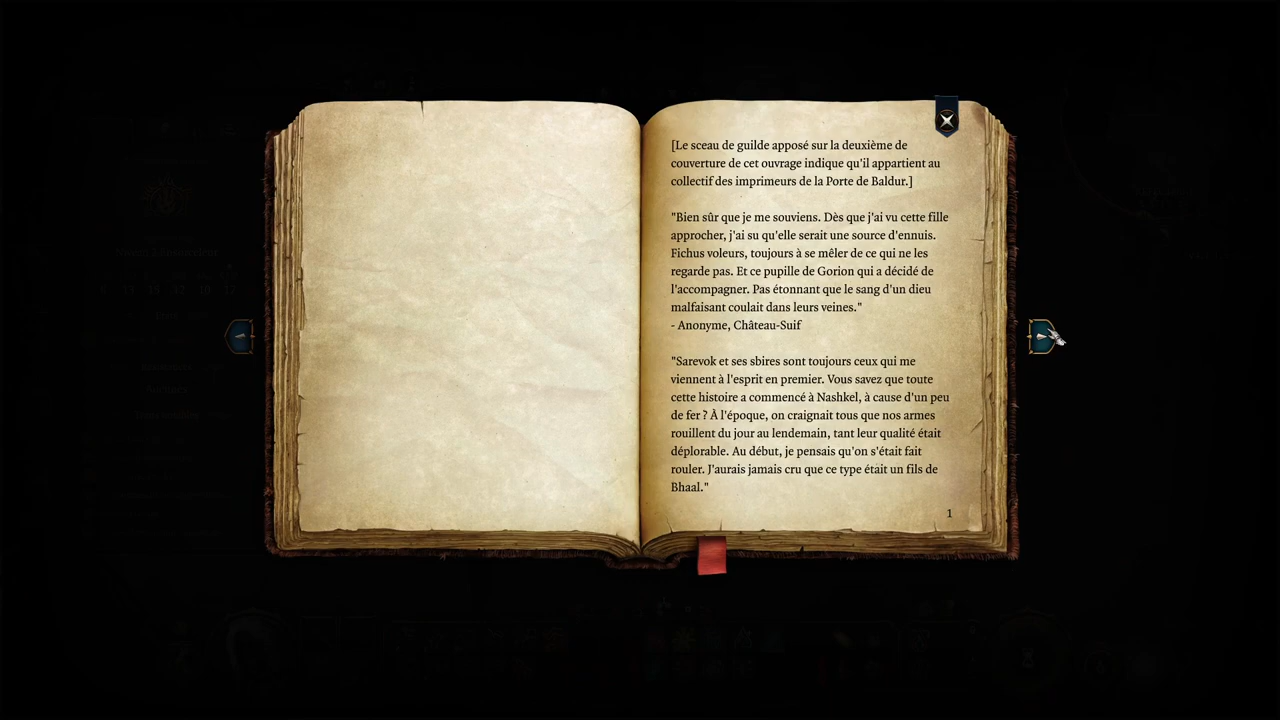 [Le sceau de guilde apposé sur la deuxième de
couverture de cet ouvrage indique qu'il appartient au
collectif des imprimeurs de la Porte de Baldur.]
"Bien sûr que je me souviens. Dès que j'ai vu cette fille
approcher, j'ai su qu'elle serait une source d'ennuis.
Fichus voleurs, toujours à se mêler de ce qui ne les
regarde pas. Et ce pupille de Gorion qui a décidé de
l'accompagner. Pas étonnant que le sang d'un dieu
malfaisant coulait dans leurs veines."
- Anonyme, Château-Suif
"Sarevok et ses sbires sont toujours ceux qui me
viennent à l'esprit en premier. Vous savez que toute
cette histoire a commencé à Nashkel, à cause d'un peu
de fer ? À l'époque, on craignait tous que nos armes
rouillent du jour au lendemain, tant leur qualité était
déplorable. Au début, je pensais qu'on s'était fait
rouler. J'aurais jamais cru que ce type était un fils de
Bhaal."
1